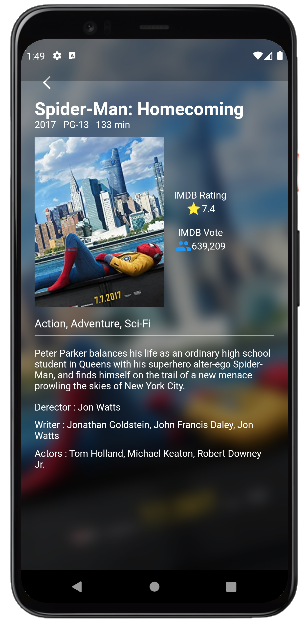 1:49
Spider-Man: Homecoming
2017 PG-13 133 min
IMDB Rating
7.4
IMDB Vote
639,209
7.7.2017
Action, Adventure, Sci-Fi
Peter Parker balances his life as an ordinary high school
student in Queens with his superhero alter-ego Spider-
Man, and finds himself on the trail of a new menace
prowling the skies of New York City.
Derector : Jon Watts
Writer : Jonathan Goldstein, John Francis Daley, Jon
Watts
Actors : Tom Holland, Michael Keaton, Robert Downey
Jr.